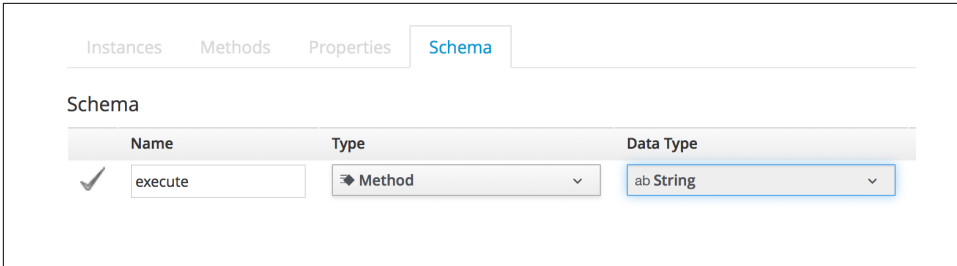 Instances Methods Properties Schema
Schema
Name Type Data Type
execute Method ab String